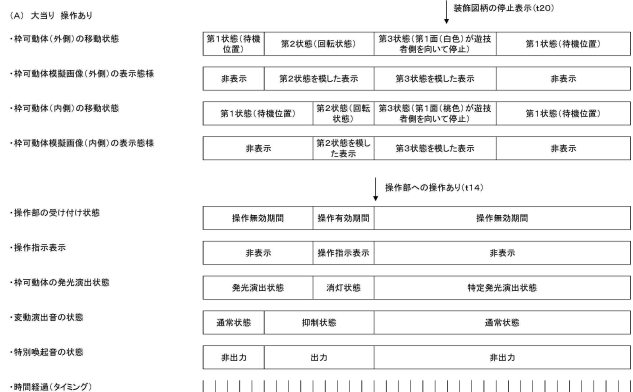 装飾図柄の停止表示(t20)
(A) 大当り 操作あり
・枠可動体(外側)の移動状態
第1状態(待機
位置)
第2状態(回転状態)
第3状態(第1面(白色)が遊技
者側を向いて停止)
第1状態(待機位置)
・枠可動体模擬画像(外側)の表示態様
非表示
第2状態を模した表示
第3状態を模した表示
非表示
・枠可動体(内側)の移動状態
第1状態(待機位置)
第2状態(回転
状態)
第3状態(第1面(桃色)が遊技
者側を向いて停止)
第1状態(待機位置)
・枠可動体模擬画像(内側)の表示態様
非表示
第2状態を模し
た表示
第3状態を模した表示
非表示
操作部への操作あり(t14)
・操作部の受け付け状態
操作無効期間
操作有効期間
操作無効期間
・操作指示表示
非表示
操作指示表示
非表示
・枠可動体の発光演出状態
発光演出状態
消灯状態
特定発光演出状態
・変動演出音の状態
通常状態
抑制状態
通常状態
・特別喚起音の状態
非出力
出力
非出力
・時間経過(タイミング)